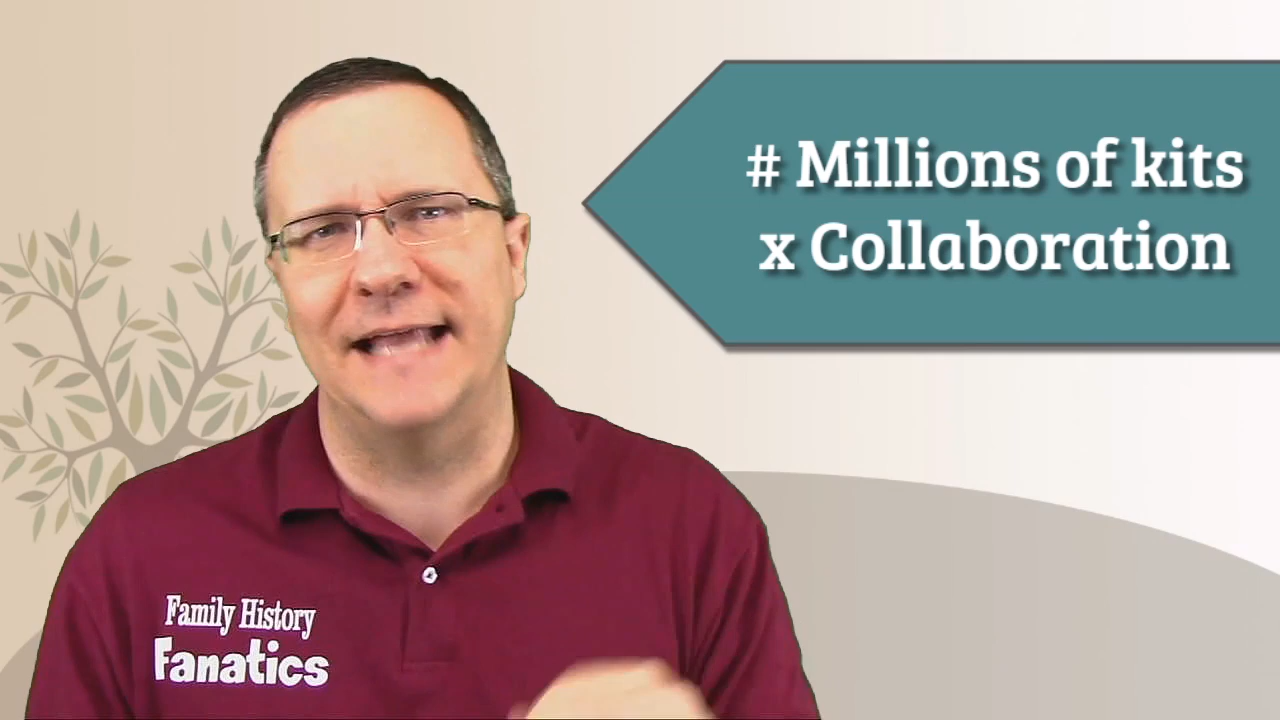 # Millions of kits
x Collaboration
Family History
Fanatics